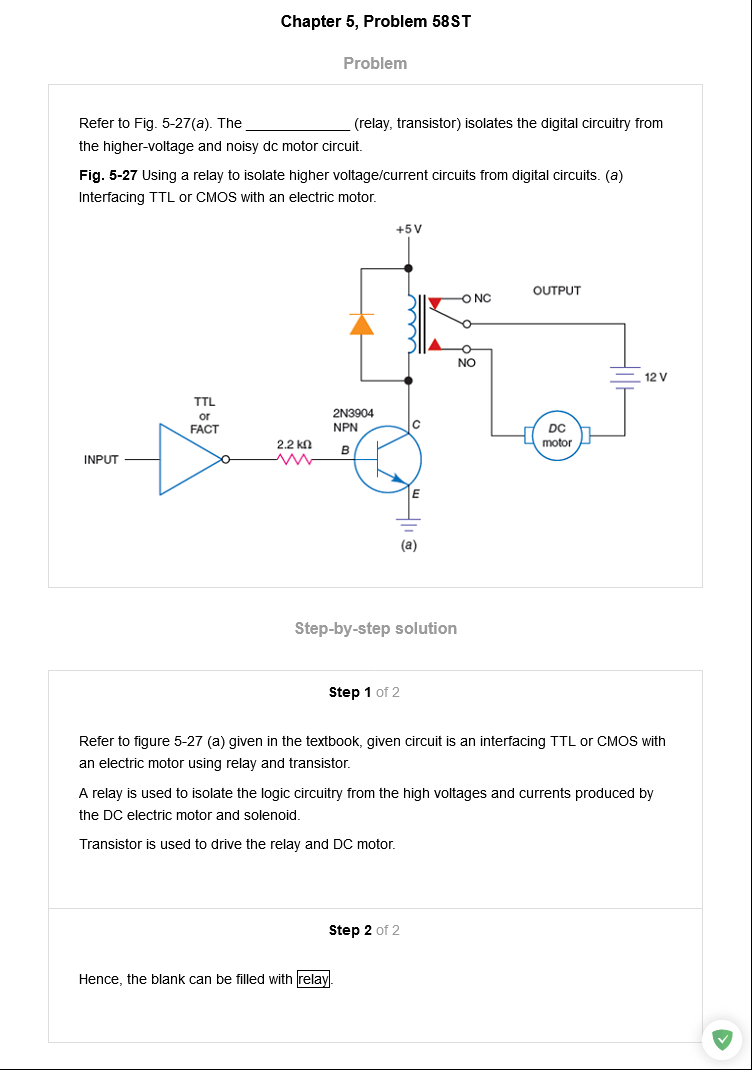 Chapter 5, Problem 58ST
Problem
Refer to Fig. 5-27(a). The ______________ (relay, transistor) isolates the digital circuitry from
the higher-voltage and noisy dc motor circuit.
Fig. 5-27 Using a relay to isolate higher voltage/current circuits from digital circuits. (a)
Interfacing TTL or CMOS with an electric motor.
+5 V
NC
OUTPUT
NO
12 V
TTL
or
FACT
2N3904
NPN
C
DC
motor
2.2 kΩ
B
INPUT
E
(a)
Step-by-step solution
Step 1 of 2
Refer to figure 5-27 (a) given in the textbook, given circuit is an interfacing TTL or CMOS with
an electric motor using relay and transistor.
A relay is used to isolate the logic circuitry from the high voltages and currents produced by
the DC electric motor and solenoid.
Transistor is used to drive the relay and DC motor.
Step 2 of 2
Hence, the blank can be filled with relay.